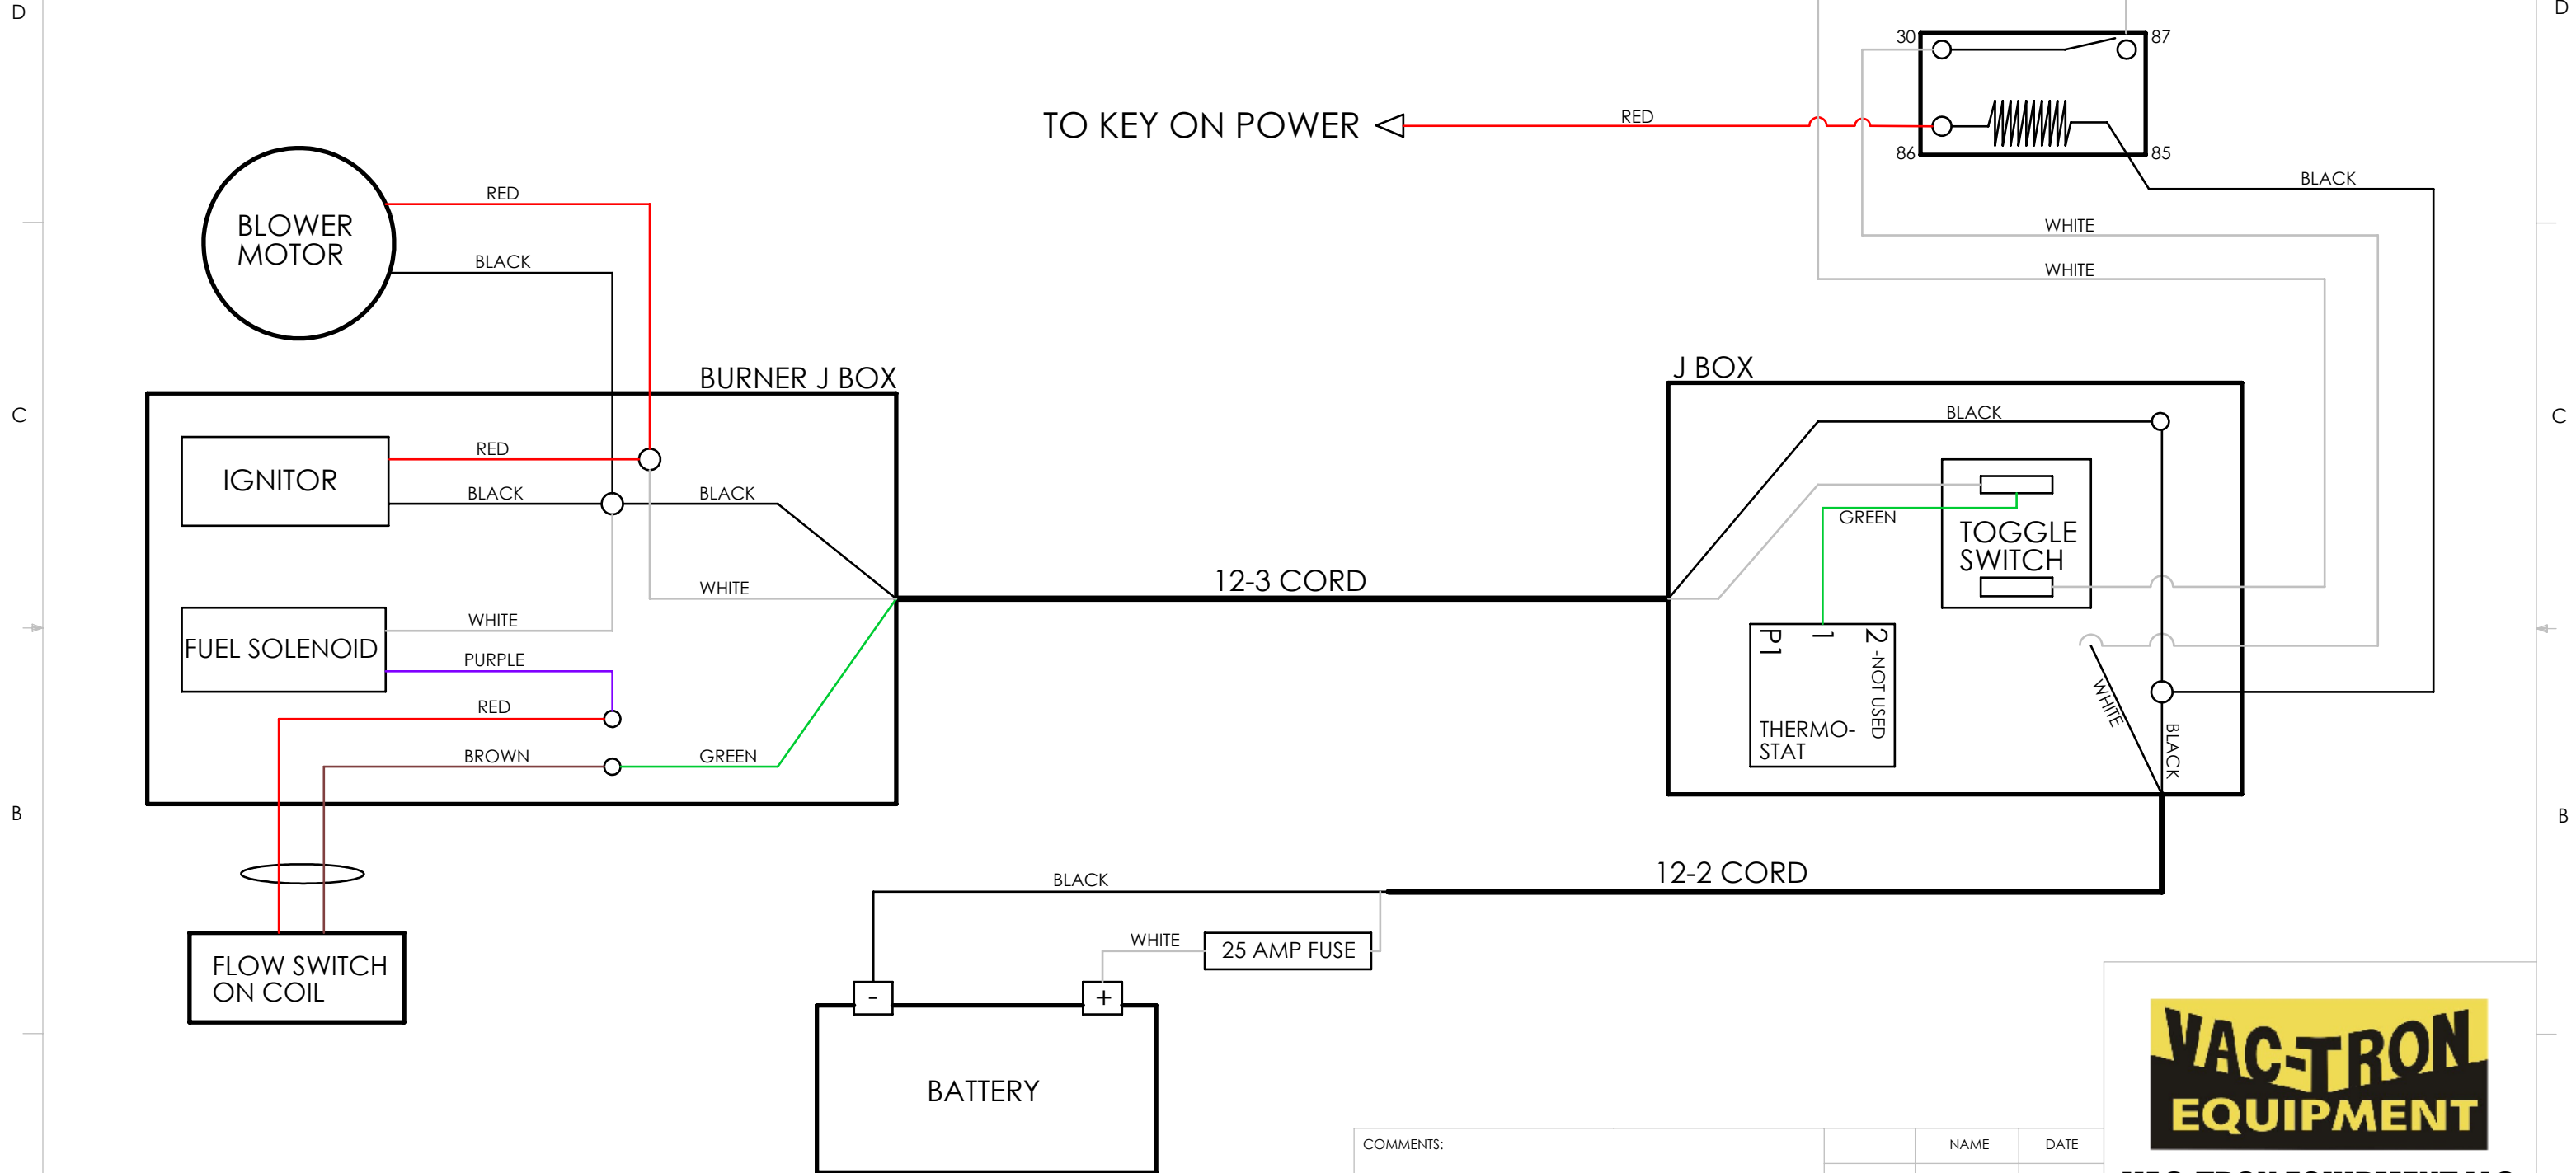 D
D
30
87
TO KEY ON POWER
RED
86
85
BLACK
RED
BLOWER
MOTOR
WHITE
BLACK
WHITE
J BOX
BURNER J BOX
C
C
BLACK
RED
IGNITOR
BLACK
BLACK
GREEN
TOGGLE
SWITCH
12-3 CORD
WHITE
WHITE
FUEL SOLENOID
PURPLE
P1
1
2 -NOT USED
WHITE
RED
THERMO-
STAT
BLACK
BROWN
GREEN
B
B
12-2 CORD
BLACK
WHITE
25 AMP FUSE
FLOW SWITCH
ON COIL
-
+
BATTERY
VAC-TRON
EQUIPMENT
COMMENTS:
NAME
DATE